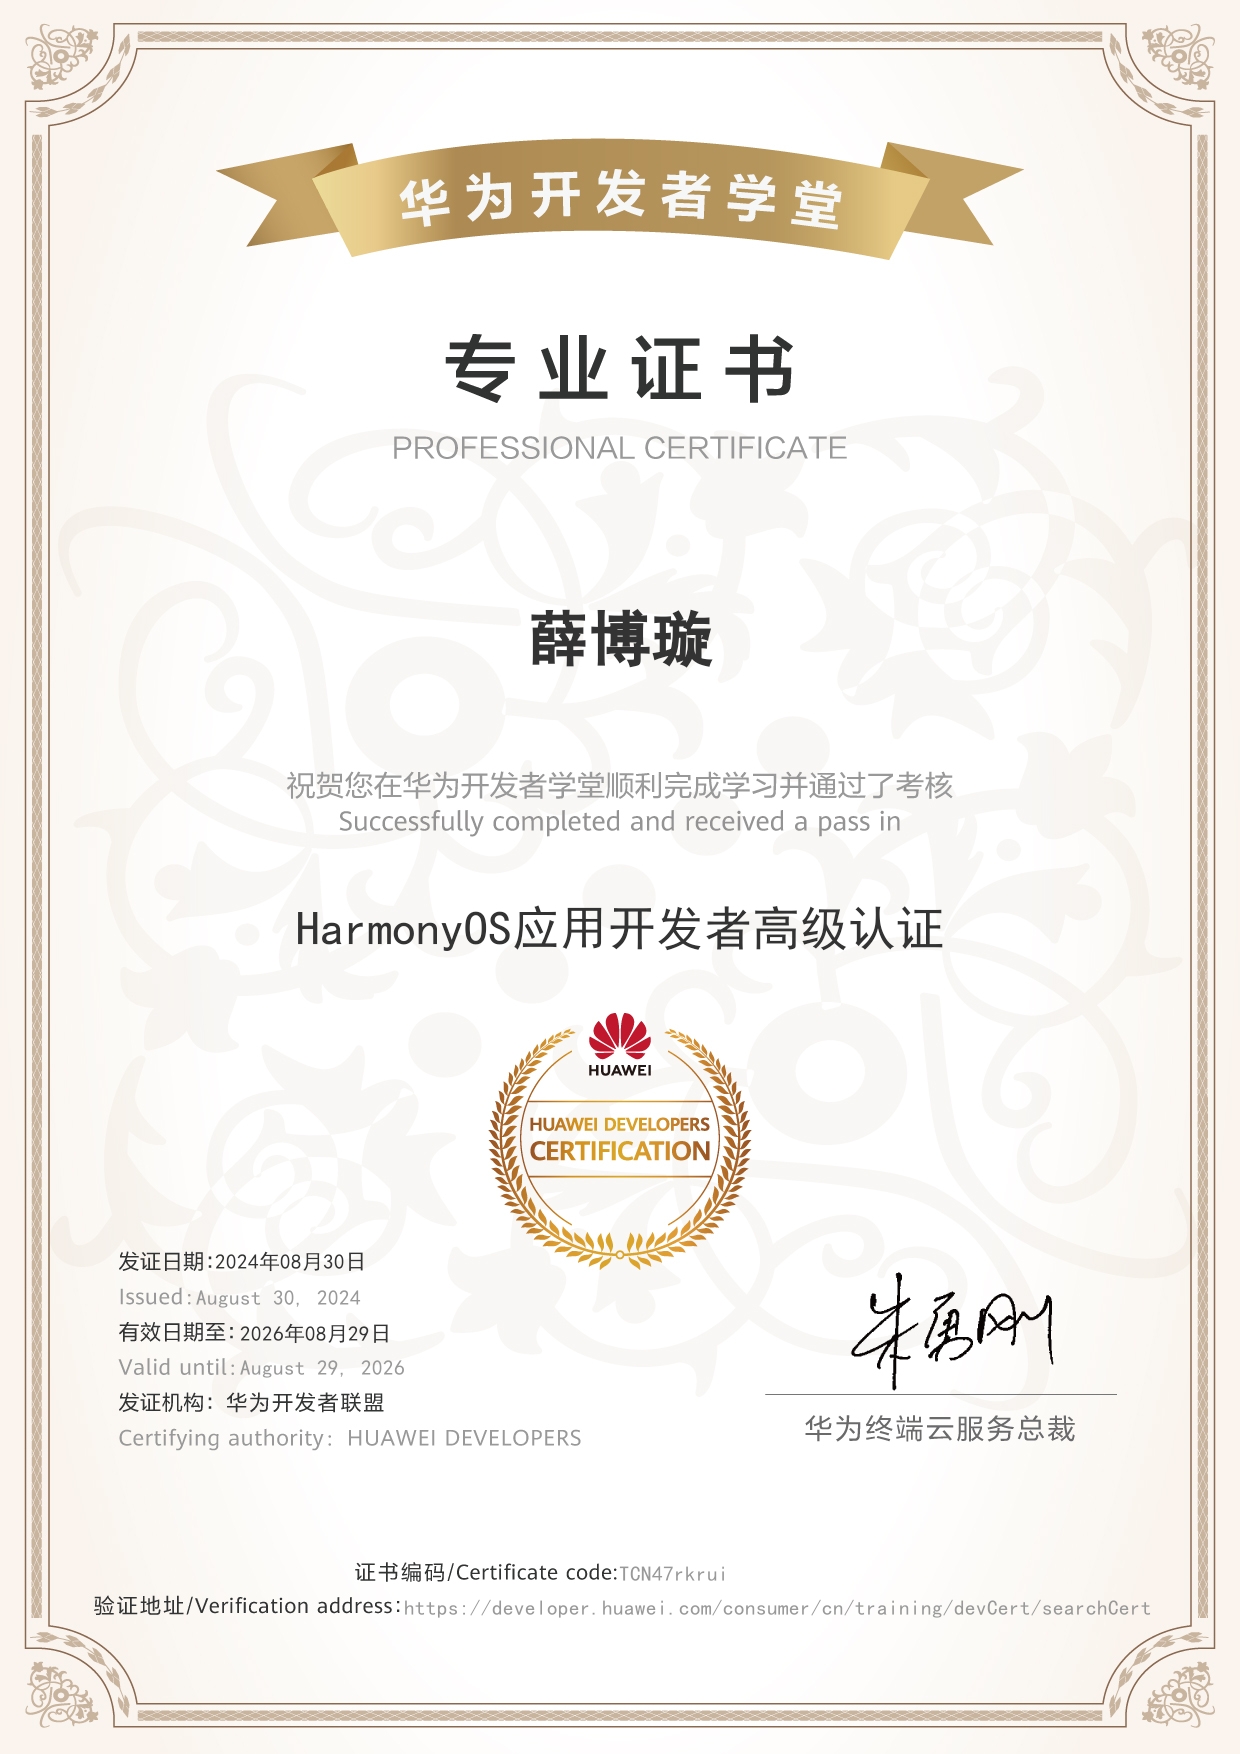 华为开发者学堂
专业证书
PROFESSIONAL CERTIFICATE
薛博璇
祝贺您在华为开发者学堂顺利完成学习并通过了考核
Successfully completed and received a pass in
HarmonyOS应用开发者高级认证
HUAWEI
HUAWEI DEVELOPERS
CERTIFICATION
发证日期:2024年08月30日
Issued:August 30, 2024
有效日期至:2026年08月29日
Valid until:August 29, 2026
发证机构: 华为开发者联盟
Certifying authority: HUAWEI DEVELOPERS
朱勇刚
华为终端云服务总裁
证书编码/Certificate code:TCN47rkrui
验证地址/Verification address:https://developer.huawei.com/consumer/cn/training/devCert/searchCert